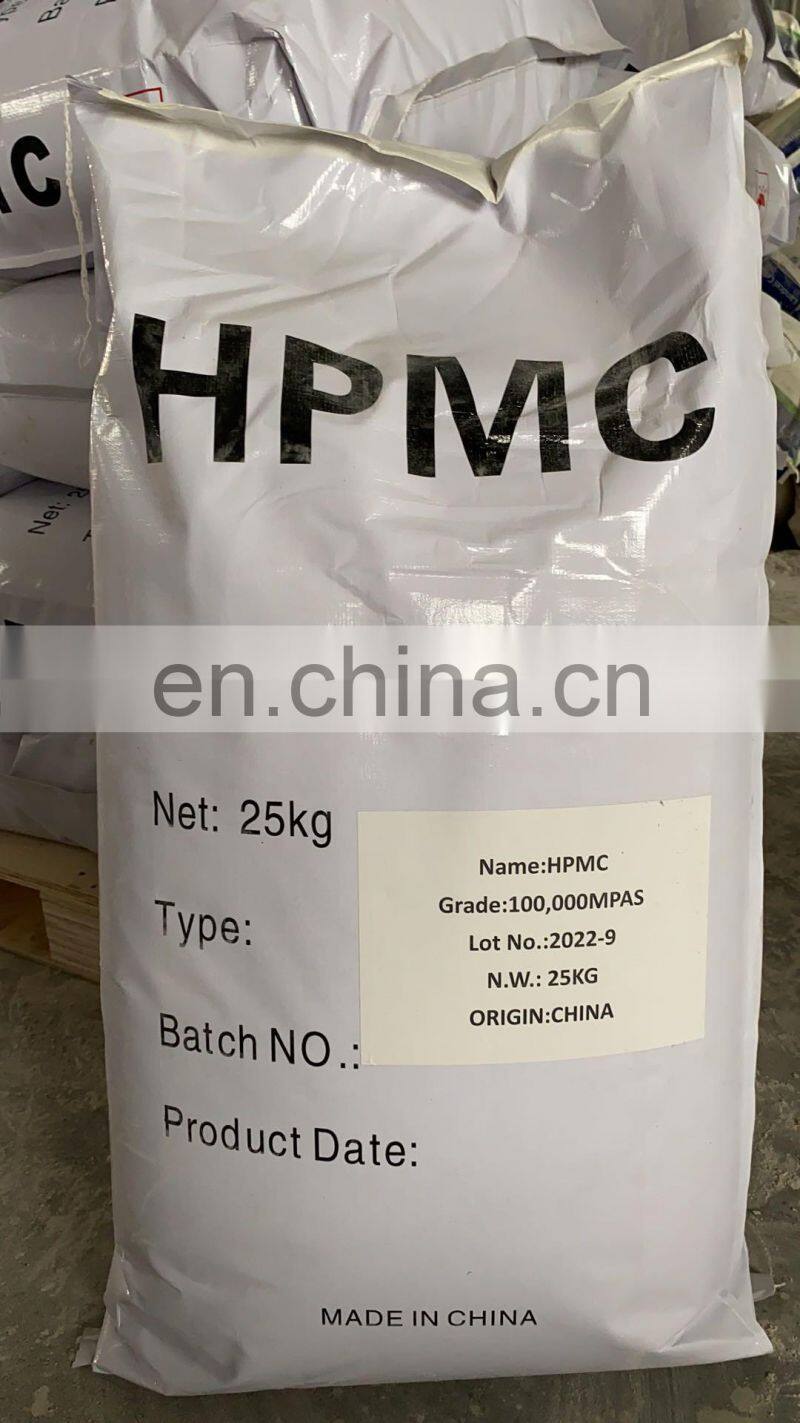 C
HPMC
Net:
en.china.cn
Net: 25kg
Type:
Batch NO.:
Product Date:
Name:HPMC
Grade:100,000MPAS
Lot No.:2022-9
N.W.: 25KG
ORIGIN:CHINA
MADE IN CHINA